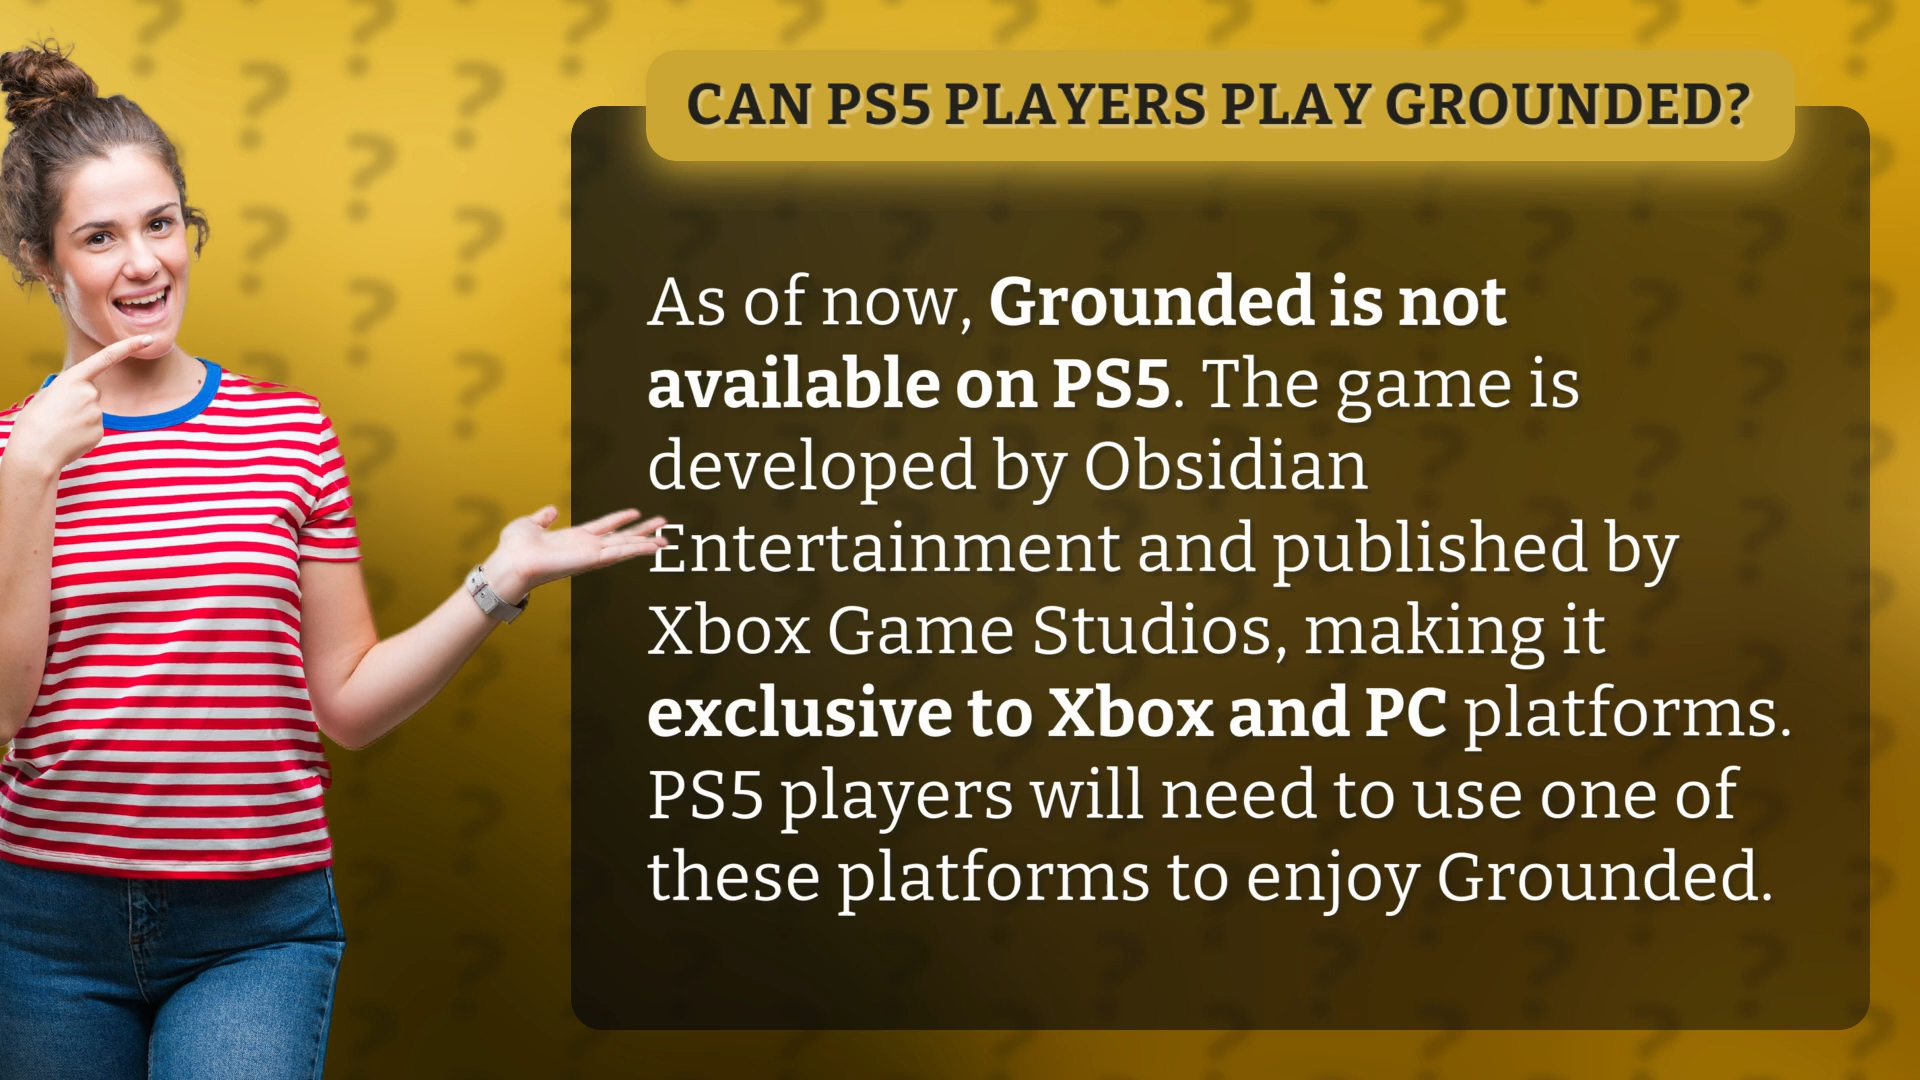 CAN PS5 PLAYERS PLAY GROUNDED?
As of now, Grounded is not
available on PS5. The game is
developed by Obsidian
Entertainment and published by
Xbox Game Studios, making it
exclusive to Xbox and PC platforms.
PS5 players will need to use one of
these platforms to enjoy Grounded.